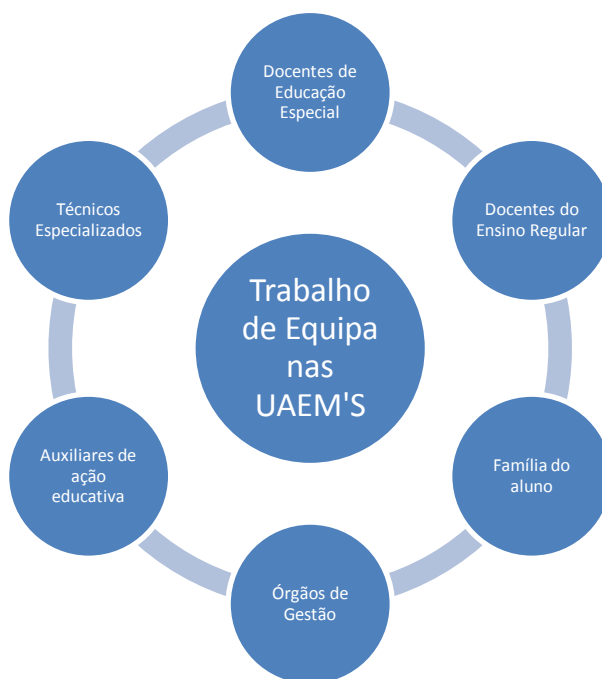 Docentes de
Educação
Especial
Docentes do
Ensino Regular
Família do
aluno
Órgãos de
Gestão
Auxiliares de
ação
educativa
Técnicos
Especializados
Trabalho
de Equipa
nas
UAEM'S